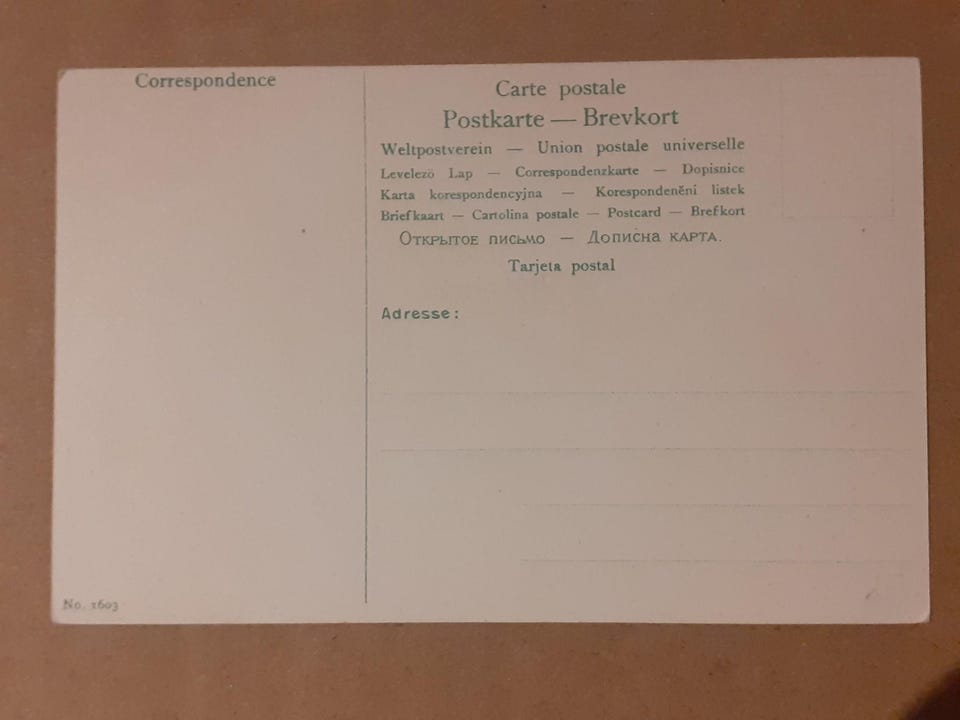 Correspondence
Carte postale
Postkarte — Brevkort
Weltpostverein — Union postale universelle
Levelezö Lap — Correspondenzkarte — Dopisnice
Karta korespondencyjna — Korespondenĕni listek
Briefkaart — Cartolina postale — Postcard — Brefkort
Открытое письмо — Дописна карта.
Tarjeta postal
Adresse:
No. 1603